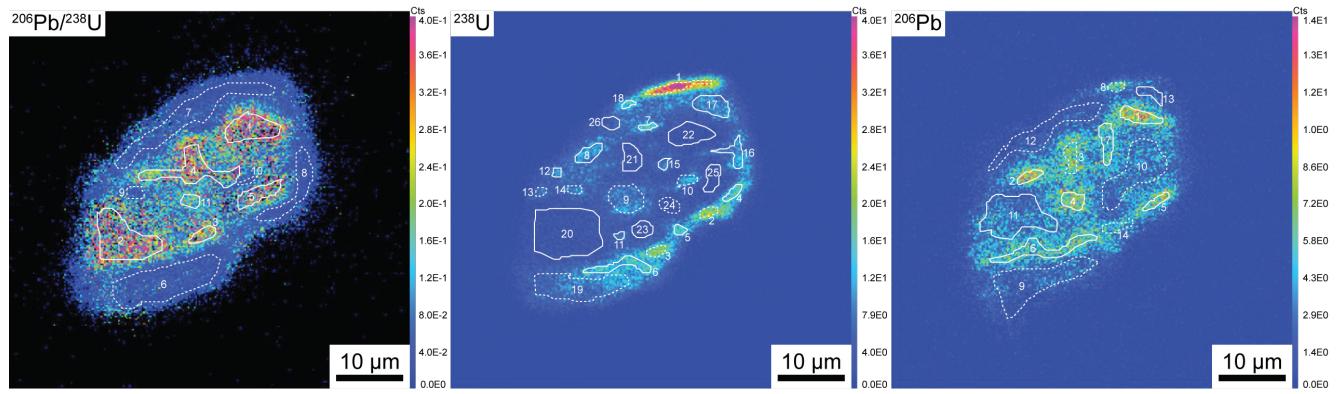 ²⁰⁶Pb/²³⁸U
Cts
4.0E-1
3.6E-1
3.2E-1
2.8E-1
2.4E-1
2.0E-1
1.6E-1
1.2E-1
8.0E-2
4.0E-2
0.0E0
7
1
4
10
8
9
11
5
3
2
6
10 µm
²³⁸U
Cts
4.0E1
3.6E1
3.2E1
2.8E1
2.4E1
2.0E1
1.6E1
1.2E1
8.0E0
4.0E0
0.0E0
1
18
17
26
7
22
8
21
15
16
12
25
13
14
10
9
24
4
2
20
11
23
5
3
6
19
10 µm
²⁰⁶Pb
Cts
1.4E1
1.3E1
1.1E1
1.0E1
8.6E0
7.2E0
5.8E0
4.3E0
2.9E0
1.4E0
0.0E0
8
13
12
7
3
10
2
4
5
11
14
6
9
10 µm